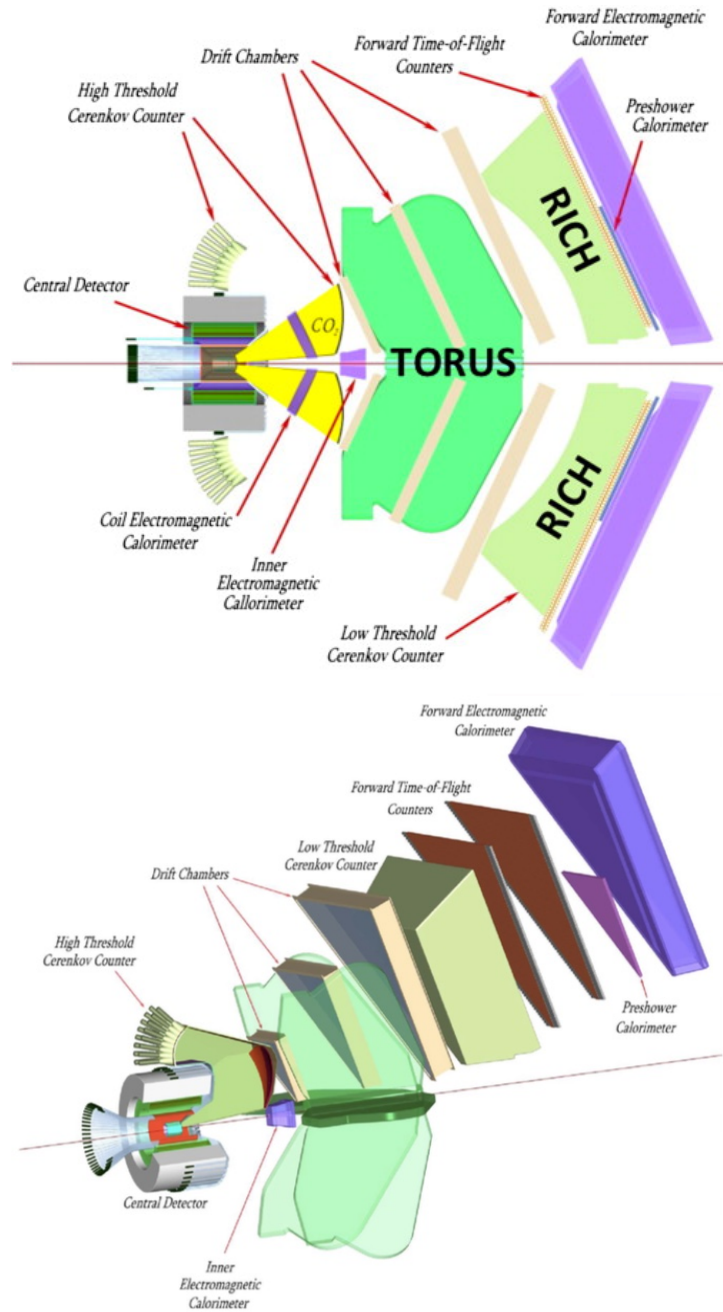 Forward Electromagnetic
Calorimeter
Forward Time-of-Flight
Counters
Drift Chambers
High Threshold
Cerenkov Counter
Preshower
Calorimeter
RICH
Central Detector
CO2
TORUS
RICH
Coil Electromagnetic
Calorimeter
Inner
Electromagnetic
Callorimeter
Low Threshold
Cerenkov Counter
Forward Electromagnetic
Calorimeter
Forward Time-of-Flight
Counters
Low Threshold
Cerenkov Counter
Drift Chambers
High Threshold
Cerenkov Counter
Preshower
Calorimeter
Central Detector
Inner
Electromagnetic
Calorimeter